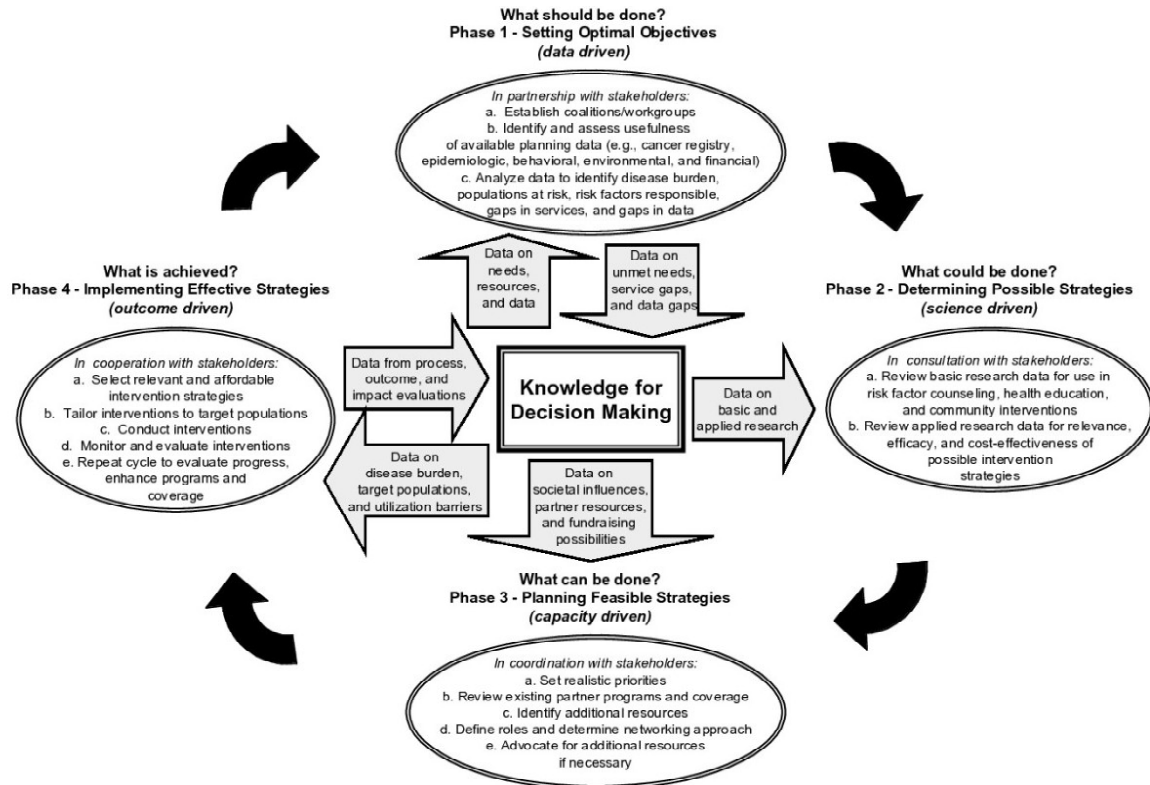 What should be done?
Phase 1 - Setting Optimal Objectives
(data driven)
In partnership with stakeholders:
a. Establish coalitions/workgroups
b. Identify and assess usefulness
of available planning data (e.g., cancer registry,
epidemiologic, behavioral, environmental, and financial)
c. Analyze data to identify disease burden,
populations at risk, risk factors responsible,
gaps in services, and gaps in data
Data on
needs,
resources,
and data
Data on
unmet needs,
service gaps,
and data gaps
What is achieved?
Phase 4 - Implementing Effective Strategies
(outcome driven)
In cooperation with stakeholders:
a. Select relevant and affordable
intervention strategies
b. Tailor interventions to target populations
c. Conduct interventions
d. Monitor and evaluate interventions
e. Repeat cycle to evaluate progress,
enhance programs and
coverage
Data from process,
outcome, and
impact evaluations
Data on
disease burden,
target populations,
and utilization barriers
Knowledge for
Decision Making
Data on
basic and
applied research
What could be done?
Phase 2 - Determining Possible Strategies
(science driven)
In consultation with stakeholders:
a. Review basic research data for use in
risk factor counseling, health education,
and community interventions
b. Review applied research data for relevance,
efficacy, and cost-effectiveness of
possible intervention
strategies
Data on
societal influences,
partner resources,
and fundraising
possibilities
What can be done?
Phase 3 - Planning Feasible Strategies
(capacity driven)
In coordination with stakeholders:
a. Set realistic priorities
b. Review existing partner programs and coverage
c. Identify additional resources
d. Define roles and determine networking approach
e. Advocate for additional resources
if necessary